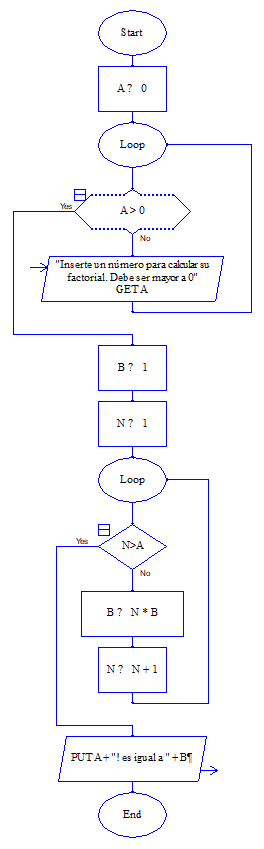 Start
A ? 0
Loop
A > 0
Yes
No
"Inserte un número para calcular su
factorial. Debe ser mayor a 0"
GET A
B ? 1
N ? 1
Loop
N>A
Yes
No
B ? N * B
N ? N + 1
PUT A+"! es igal a "+B¶
End